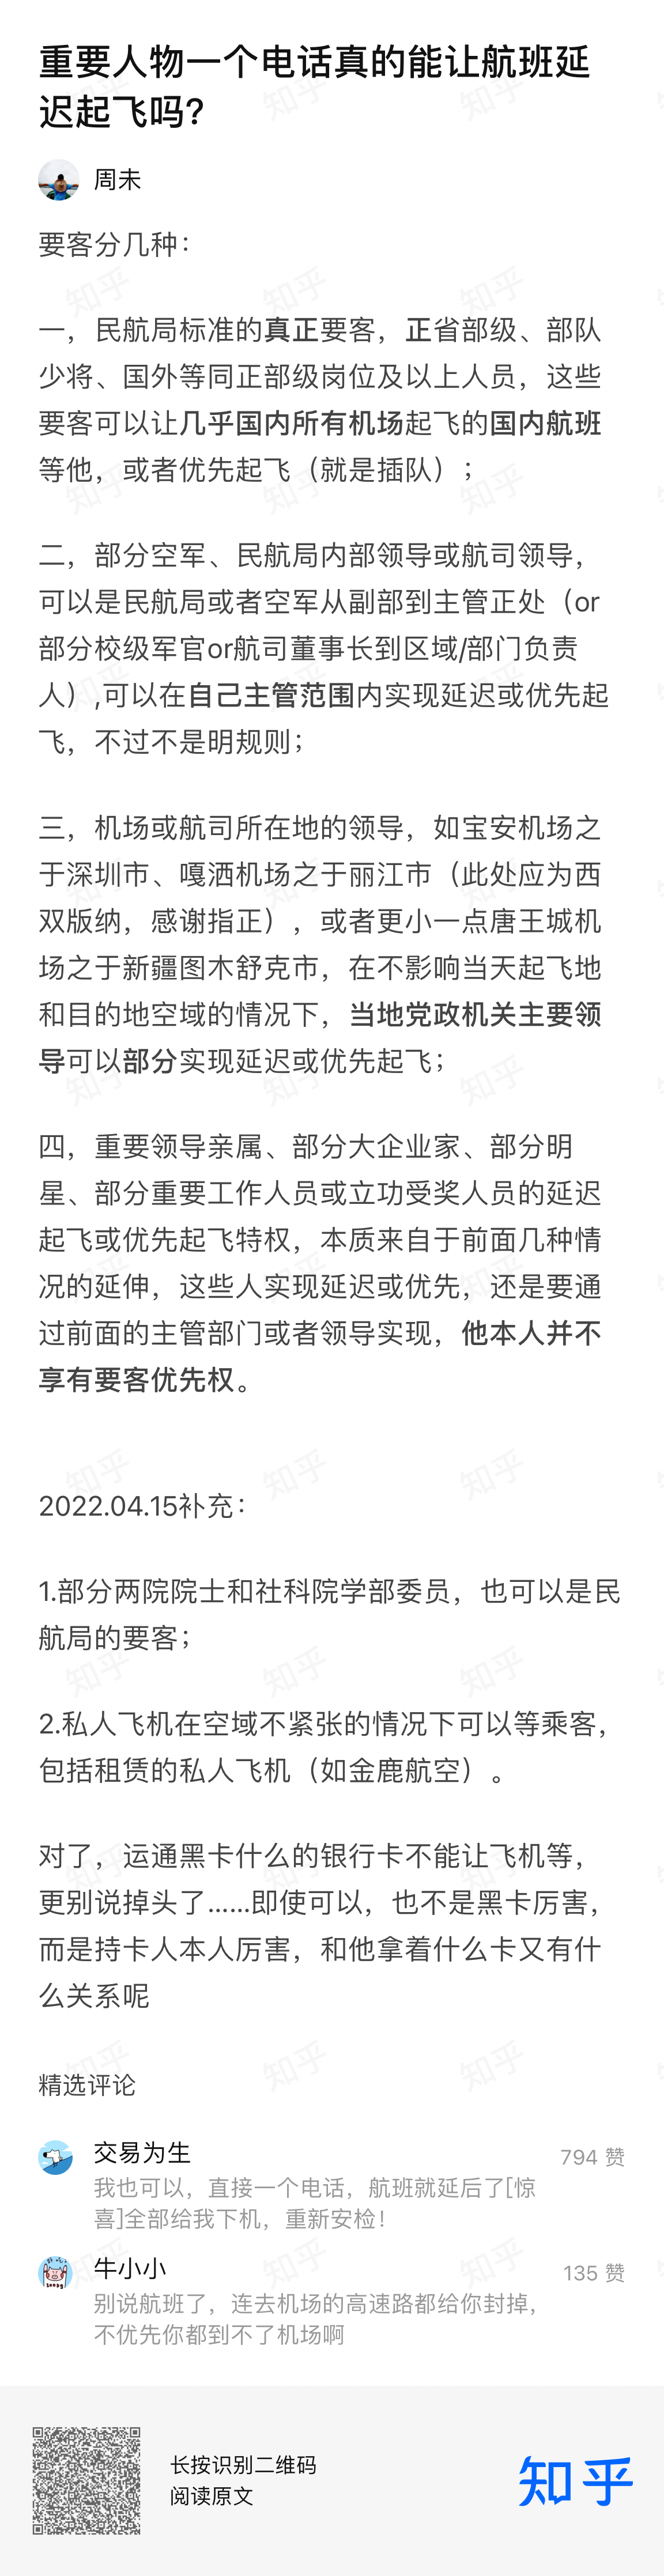 重要人物一个电话真的能让航班延
迟起飞吗?
周未
要客分几种：
一，民航局标准的真正要客，正省部级、部队
少将、国外等同正部级岗位及以上人员，这些
要客可以让几乎国内所有机场起飞的国内航班
等他，或者优先起飞（就是插队）；
二，部分空军、民航局内部领导或航司领导，
可以是民航局或者空军从副部到主管正处（or
部分校级军官or航司董事长到区域/部门负责
人）,可以在自己主管范围内实现延迟或优先起
飞，不过不是明规则；
三，机场或航司所在地的领导，如宝安机场之
于深圳市、嘎洒机场之于丽江市（此处应为西
双版纳，感谢指正），或者更小一点唐王城机
场之于新疆图木舒克市，在不影响当天起飞地
和目的地空域的情况下，当地党政机关主要领
导可以部分实现延迟或优先起飞；
四，重要领导亲属、部分大企业家、部分明
星、部分重要工作人员或立功受奖人员的延迟
起飞或优先起飞特权，本质来自于前面几种情
况的延伸，这些人实现延迟或优先，还是要通
过前面的主管部门或者领导实现，他本人并不
享有要客优先权。
2022.04.15补充：
1.部分两院院士和社科院学部委员，也可以是民
航局的要客；
2.私人飞机在空域不紧张的情况下可以等乘客，
包括租赁的私人飞机（如金鹿航空）。
对了，运通黑卡什么的银行卡不能让飞机等，
更别说掉头了……即使可以，也不是黑卡厉害，
而是持卡人本人厉害，和他拿着什么卡又有什
么关系呢
精选评论
交易为生
794 赞
我也可以，直接一个电话，航班就延后了[惊
喜]全部给我下机，重新安检！
牛小小
135 赞
别说航班了，连去机场的高速路都给你封掉，
不优先你都到不了机场啊
长按识别二维码
阅读原文
知乎